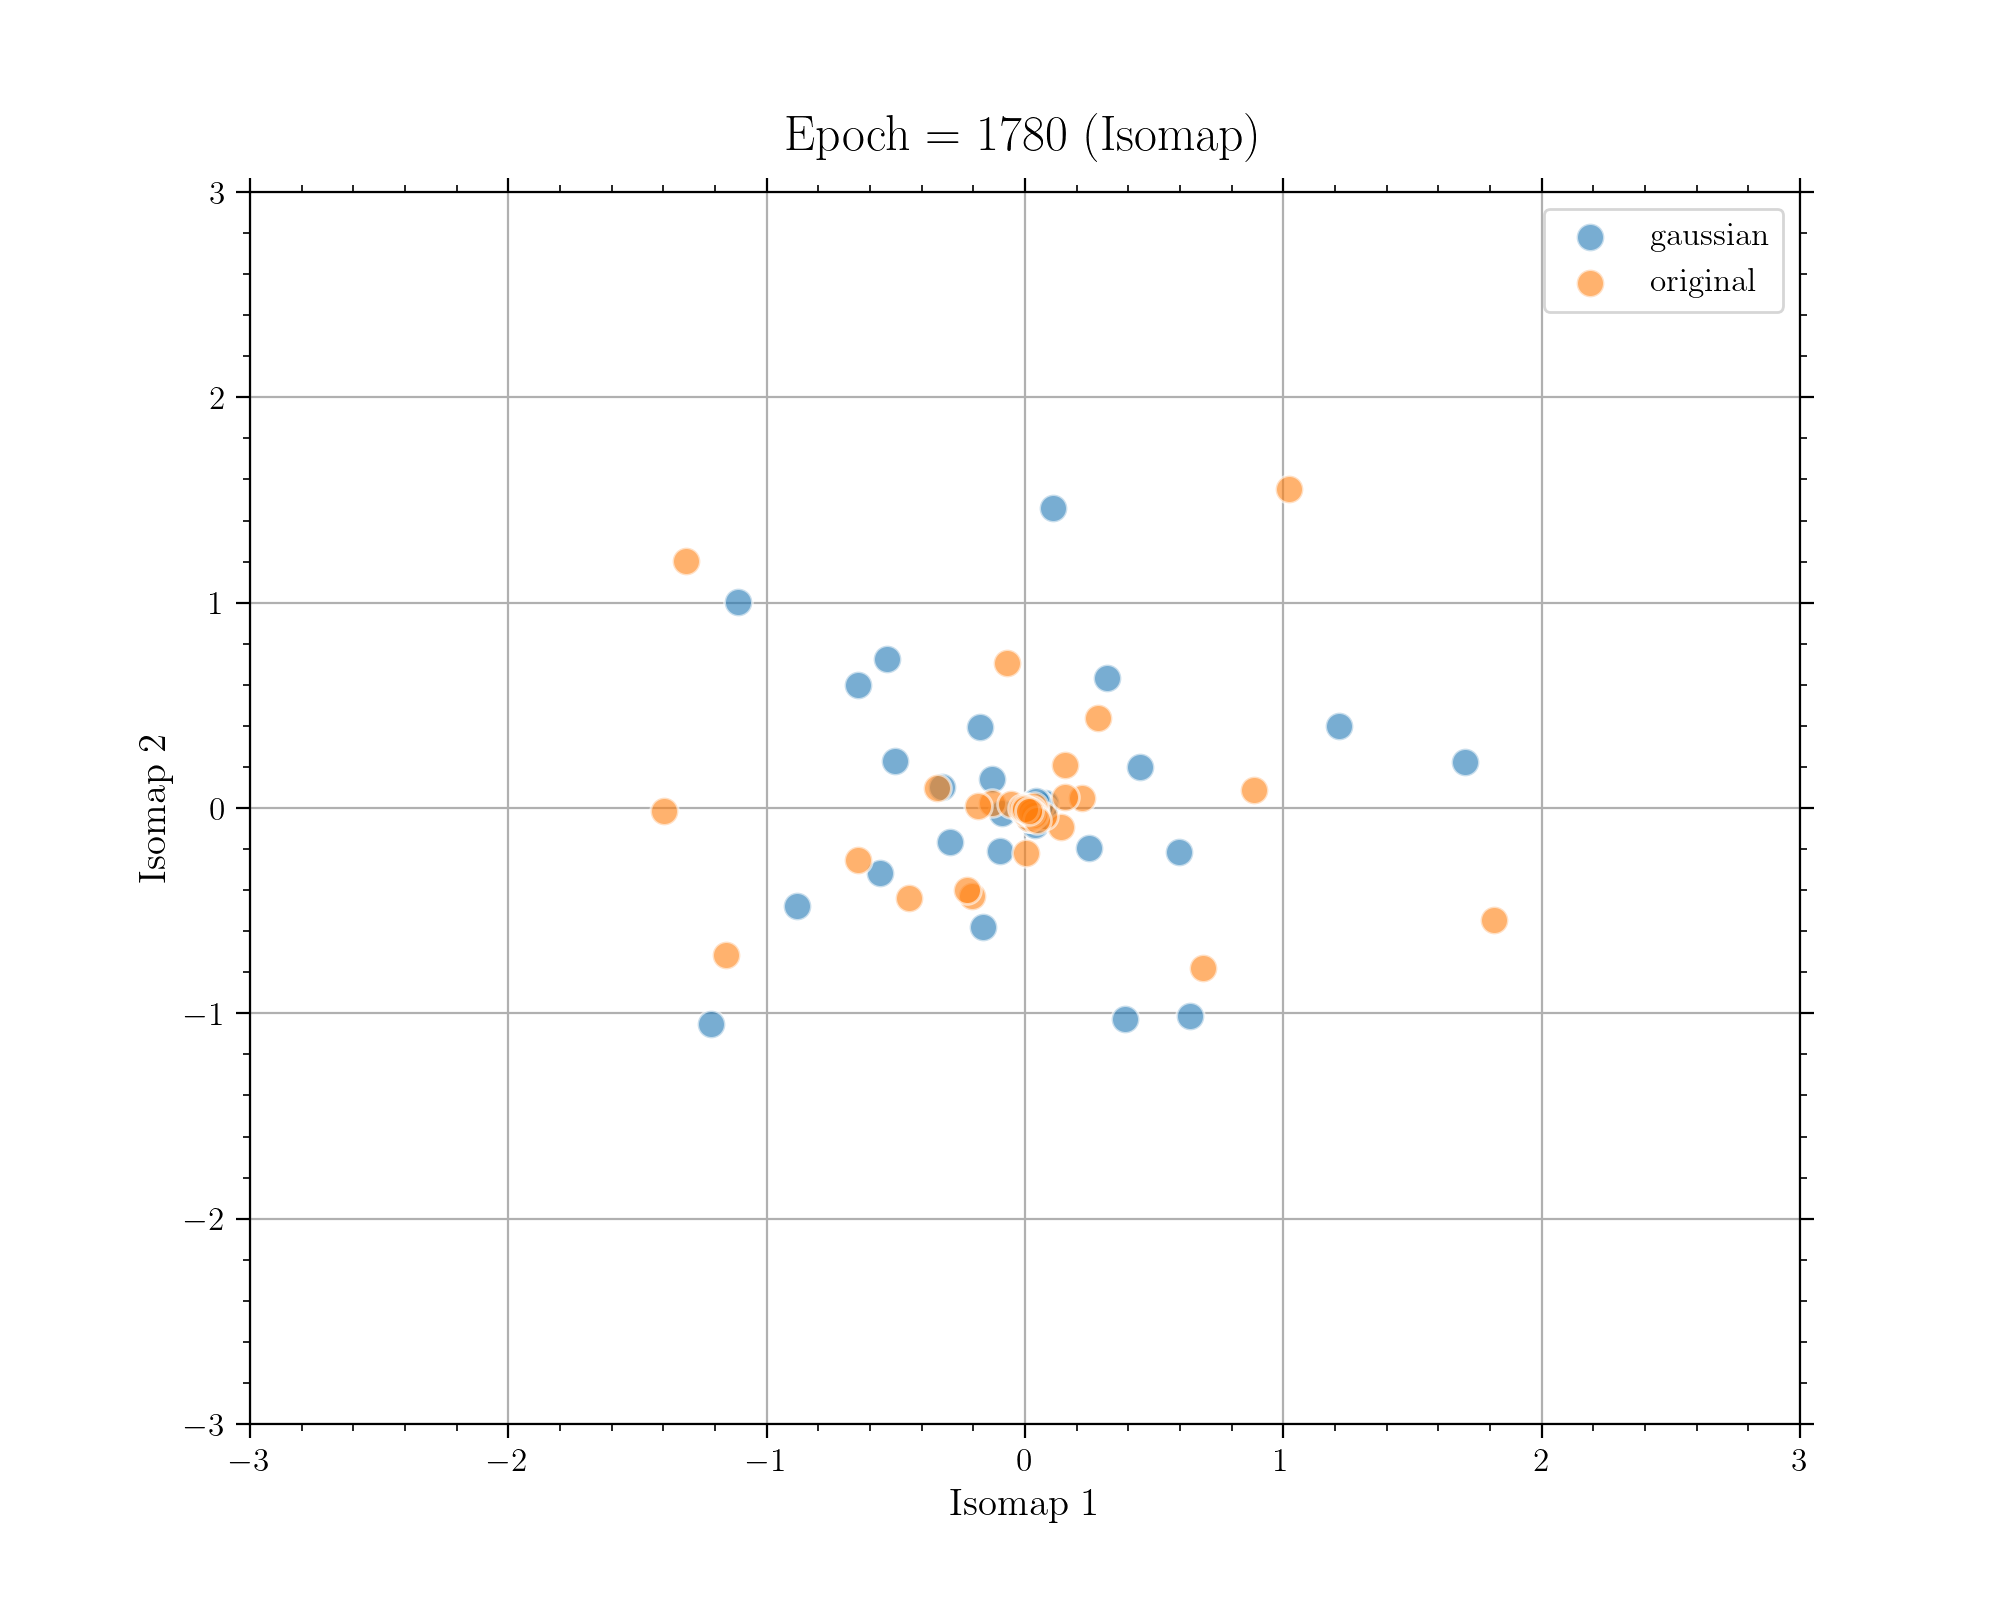 Epoch = 1780 (Isomap)
gaussian
original
3
2
1
0
−1
−2
−3
Isomap 2
−3 −2 −1 0 1 2 3
Isomap 1